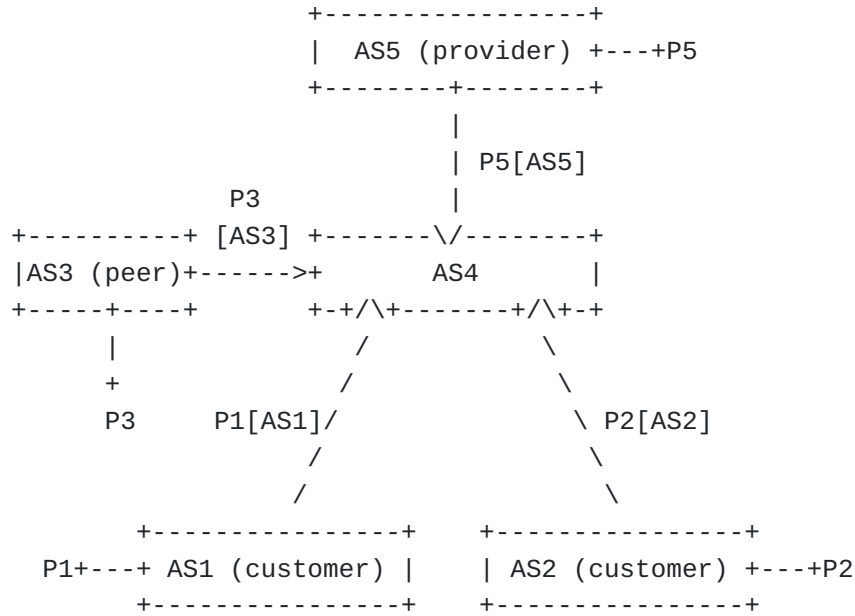 AS5 (provider) P5
P5[AS5]
P3
[AS3]
AS3 (peer) AS4
P3 P1[AS1] P2[AS2]
P1 AS1 (customer) AS2 (customer) P2